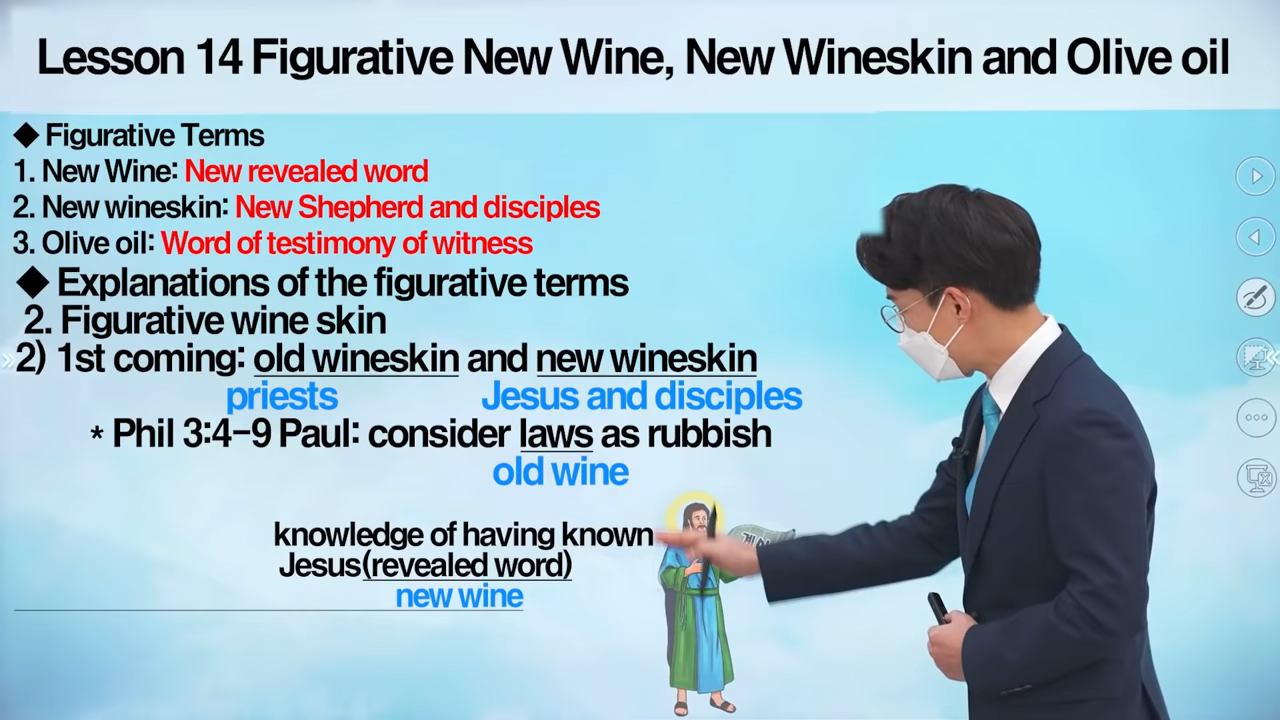 Lesson 14 Figurative New Wine, New Wineskin and Olive oil
◆ Figurative Terms
1. New Wine: New revealed word
2. New wineskin: New Shepherd and disciples
3. Olive oil: Word of testimony of witness
◆ Explanations of the figurative terms
2. Figurative wine skin
2) 1st coming: old wineskin and new wineskin
priests Jesus and disciples
* Phil 3:4-9 Paul: consider laws as rubbish
old wine
knowledge of having known
Jesus(revealed word)
new wine